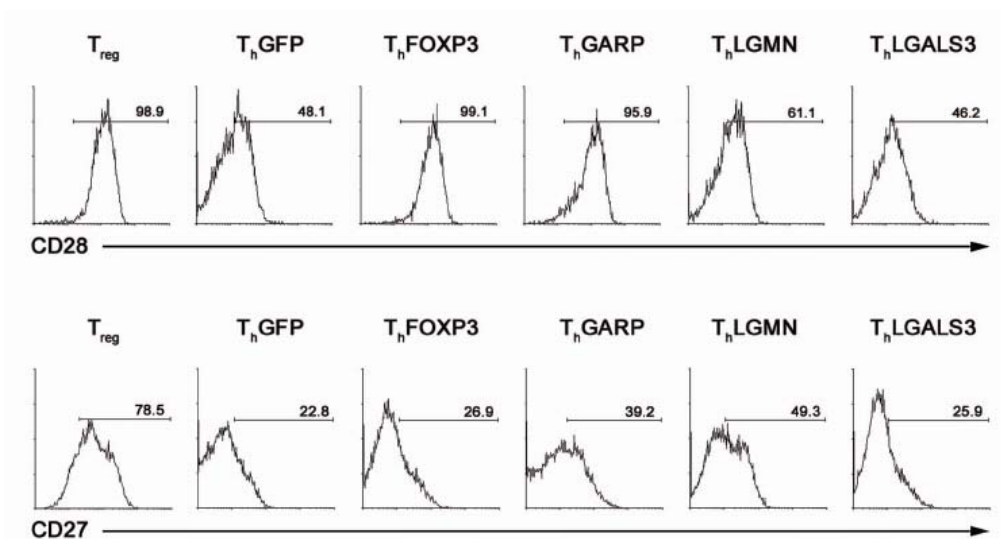 Treg ThGFP ThFOXP3 ThGARP ThLGMN ThLGALS3
98.9 48.1 99.1 95.9 61.1 46.2
CD28
Treg ThGFP ThFOXP3 ThGARP ThLGMN ThLGALS3
78.5 22.8 26.9 39.2 49.3 25.9
CD27